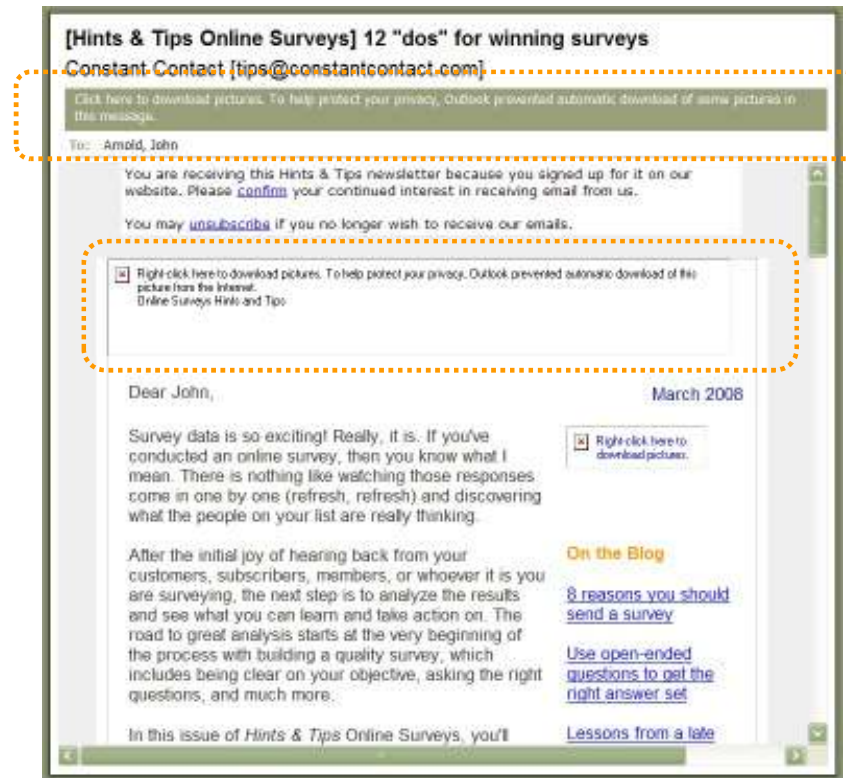 [Hints & Tips Online Surveys] 12 "dos" for winning surveys
Constant Contact [tips@constantcontact.com]
Click here to download pictures. To help protect your privacy, Outlook prevented automatic download of some pictures in
this message.
To: Arnold, John
You are receiving this Hints & Tips newsletter because you signed up for it on our
website. Please confirm your continued interest in receiving email from us.
You may unsubscribe if you no longer wish to receive our emails.
Right-click here to download pictures. To help protect your privacy, Outlook prevented automatic download of this
picture from the Internet.
Online Surveys Hints and Tips
Dear John,
March 2008
Survey data is so exciting! Really, it is. If you've
conducted an online survey, then you know what I
mean. There is nothing like watching those responses
come in one by one (refresh, refresh) and discovering
what the people on your list are really thinking.
After the initial joy of hearing back from your
customers, subscribers, members, or whoever it is you
are surveying, the next step is to analyze the results
and see what you can learn and take action on. The
road to great analysis starts at the very beginning of
the process with building a quality survey, which
includes being clear on your objective, asking the right
questions, and much more.
In this issue of Hints & Tips Online Surveys, you'll
Right-click here to
download pictures.
On the Blog
8 reasons you should
send a survey
Use open-ended
questions to get the
right answer set
Lessons from a late